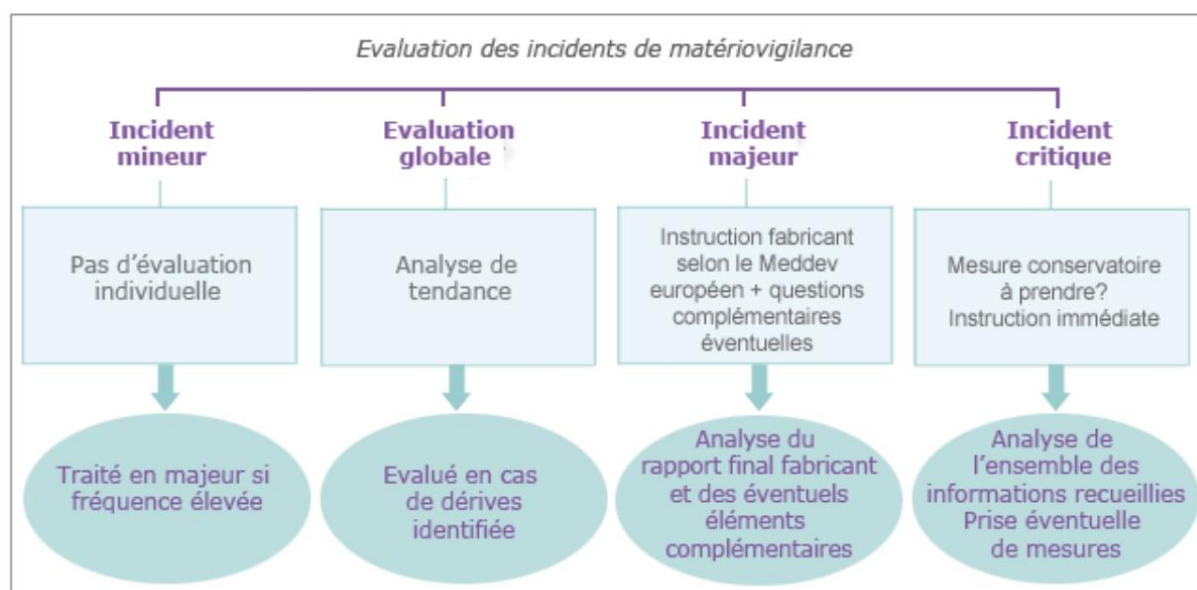 Evaluation des incidents de matériovigilance
Incident
mineur
Evaluation
globale
Incident
majeur
Incident
critique
Pas d’évaluation
individuelle
Analyse de
tendance
Instruction fabricant
selon le Meddev
européen + questions
complémentaires
éventuelles
Mesure conservatoire
à prendre?
Instruction immédiate
Traité en majeur si
fréquence élevée
Evalué en cas
de dérives
identifiée
Analyse du
rapport final fabricant
et des éventuels
éléments
complémentaires
Analyse de
l’ensemble des
informations recueillies
Prise éventuelle
de mesures